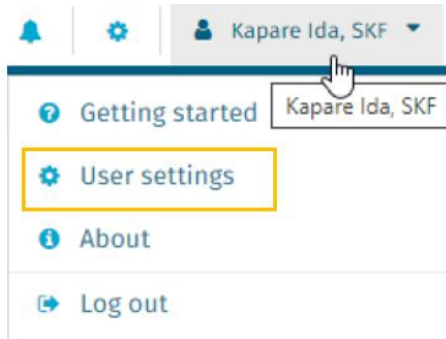 Kapare Ida, SKF
Getting started
Kapare Ida, SKF
User settings
About
Log out